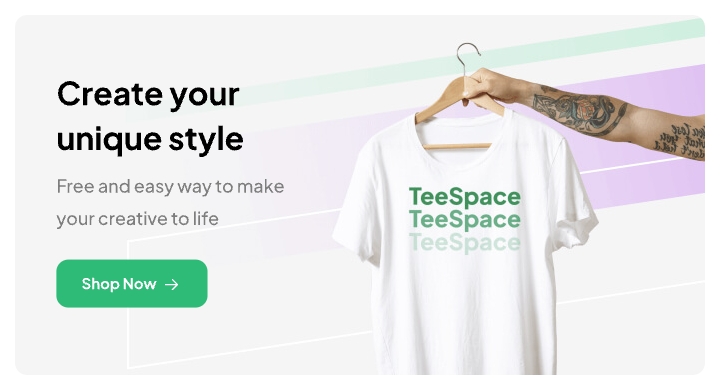 Create your
unique style
Free and easy way to make
your creative to life
Shop Now →
TeeSpace
TeeSpace
TeeSpace